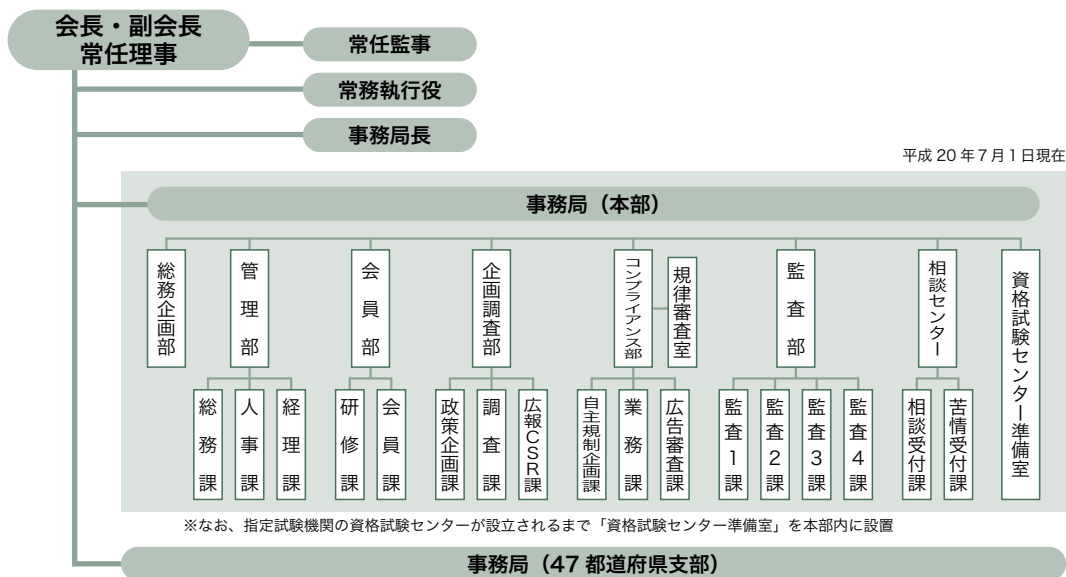 会長・副会長
常任理事
常任監事
常務執行役
事務局長
平成 20 年 7 月 1 日現在
事務局（本部）
総務企画部
管理部
会員部
企画調査部
コンプライアンス部
規律審査室
監査部
相談センター
資格試験センター準備室
総務課
人事課
経理課
研修課
会員課
政策企画課
調査課
広報CSR課
自主規制企画課
業務課
広告審査課
監査1課
監査2課
監査3課
監査4課
相談受付課
苦情受付課
※なお、指定試験機関の資格試験センターが設立されるまで「資格試験センター準備室」を本部内に設置
事務局（47 都道府県支部）